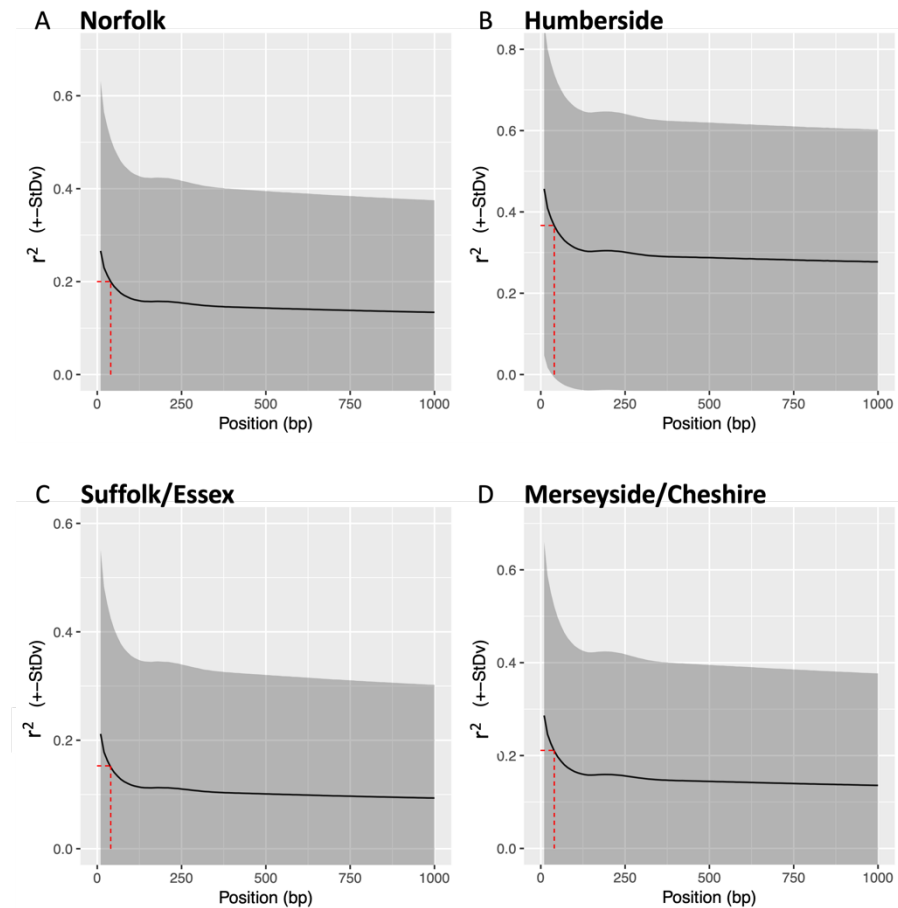 A Norfolk
0.6
0.4
0.2
0.0
r² (+−StDv)
0 250 500 750 1000
Position (bp)
B Humberside
0.8
0.6
0.4
0.2
0.0
r² (+−StDv)
0 250 500 750 1000
Position (bp)
C Suffolk/Essex
0.6
0.4
0.2
0.0
r² (+−StDv)
0 250 500 750 1000
Position (bp)
D Merseyside/Cheshire
0.6
0.4
0.2
0.0
r² (+−StDv)
0 250 500 750 1000
Position (bp)